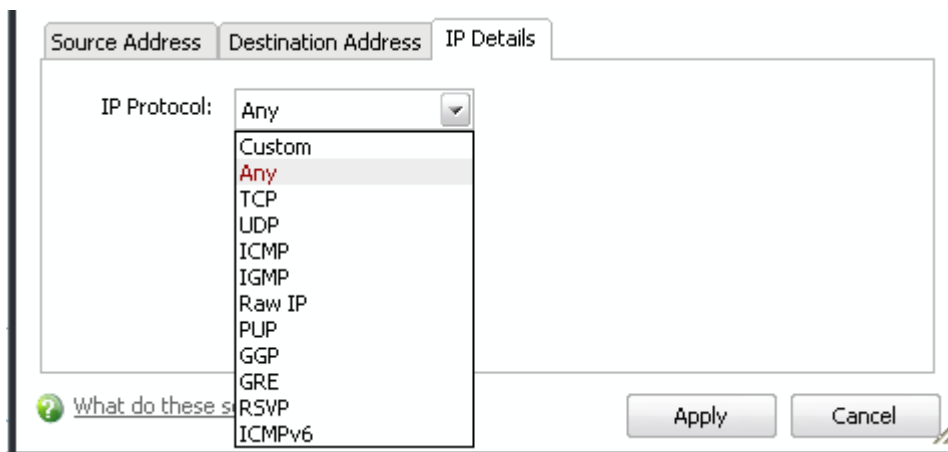 Source Address Destination Address IP Details
IP Protocol: Any
Custom
Any
TCP
UDP
ICMP
IGMP
Raw IP
PUP
GGP
GRE
RSVP
ICMPv6
What do these s
Apply Cancel